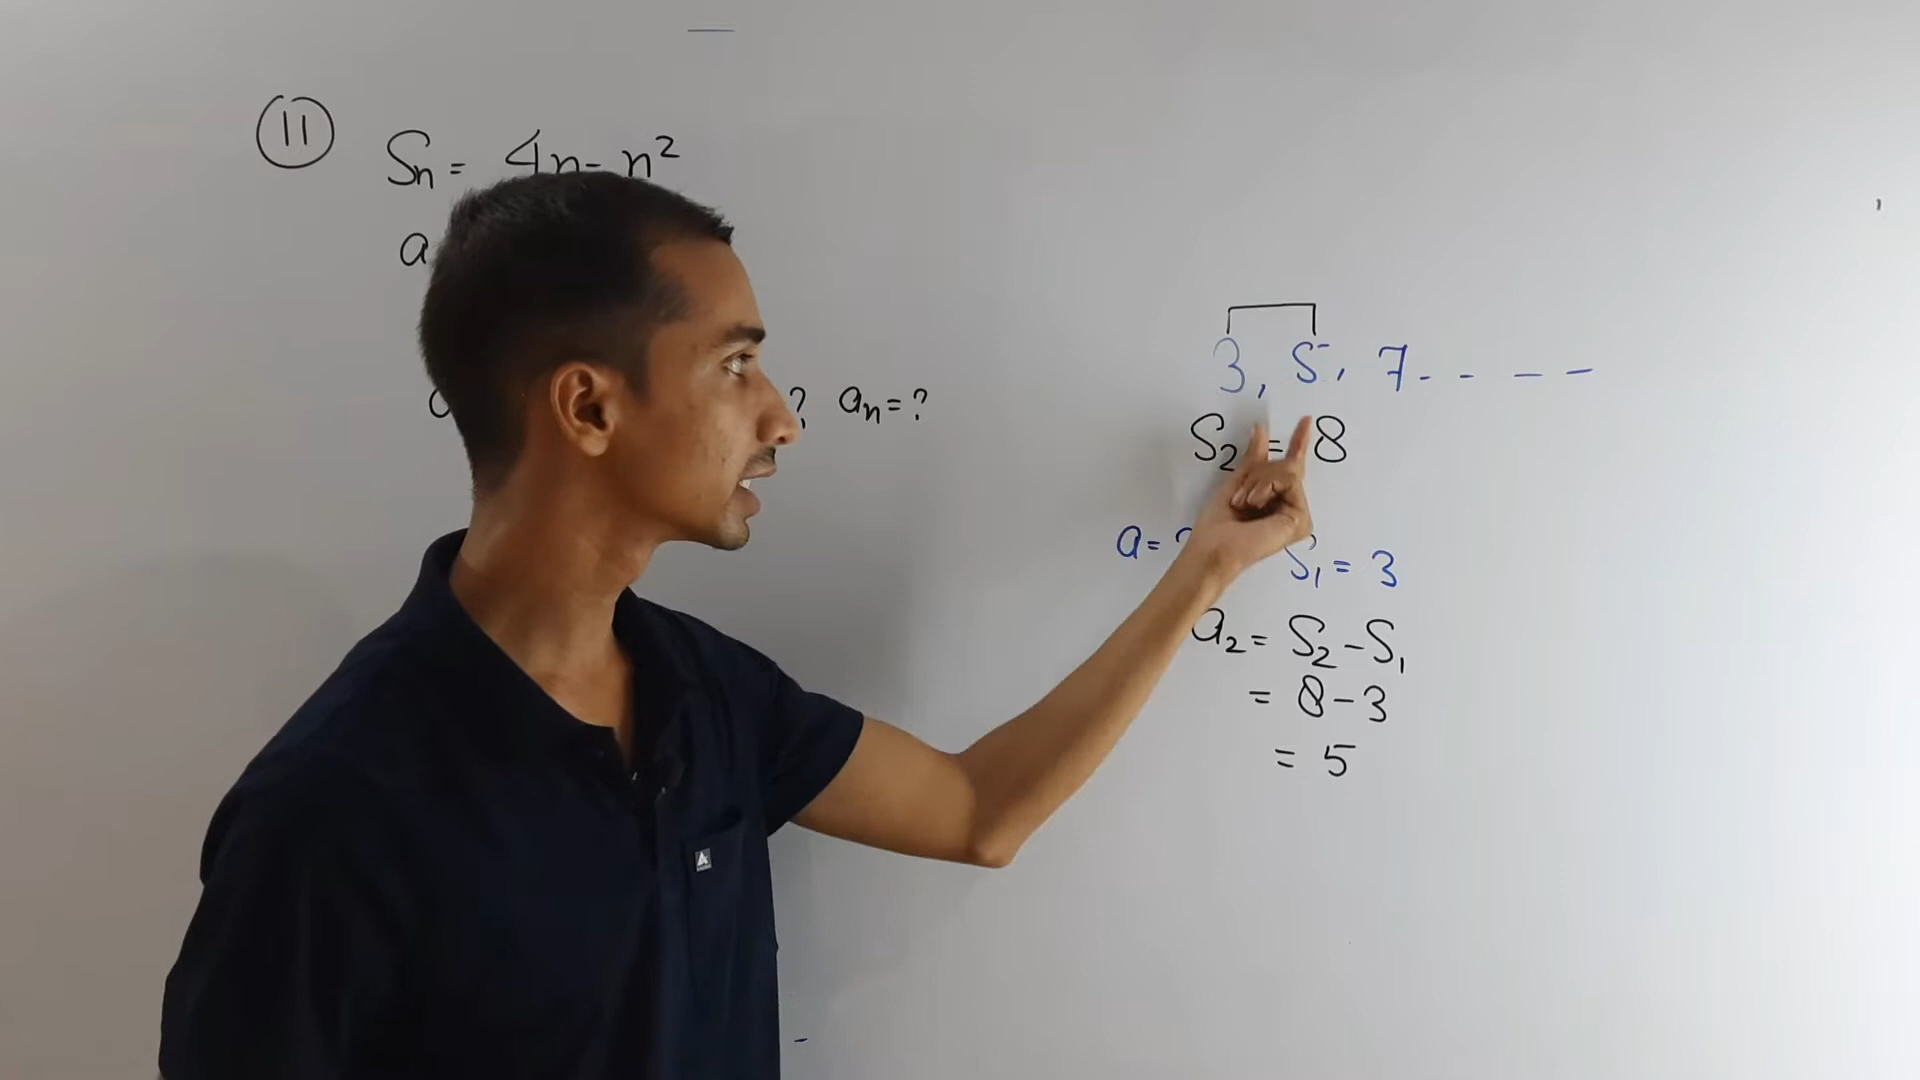 11
Sn = 4n - n²
a
? an = ?
3, 5, 7 - - - -
S2 = 8
a =
S1 = 3
a2 = S2 - S1
= 8 - 3
= 5